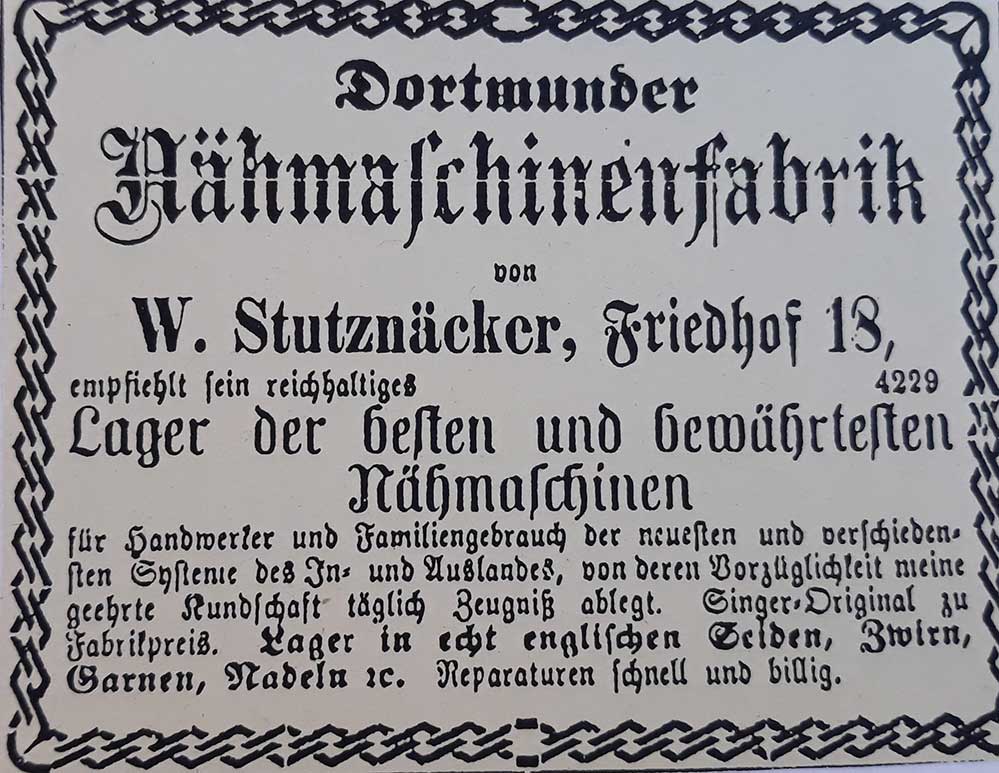 Dortmunder
Nähmaschinenfabrik
von
W. Stutznäcker, Friedhof 18,
empfiehlt sein reichhaltiges 4229
Lager der besten und bewährtesten
Nähmaschinen
für Handwerker und Familiengebrauch der neuesten und verschieden-
sten Systeme des In- und Auslandes, von deren Vorzüglichkeit meine
geehrte Kundschaft täglich Zeugniß ablegt. Singer-Original zu
Fabrikpreis. Lager in echt englischen Seiden, Zwirn,
Garnen, Nadeln ꝛc. Reparaturen schnell und billig.